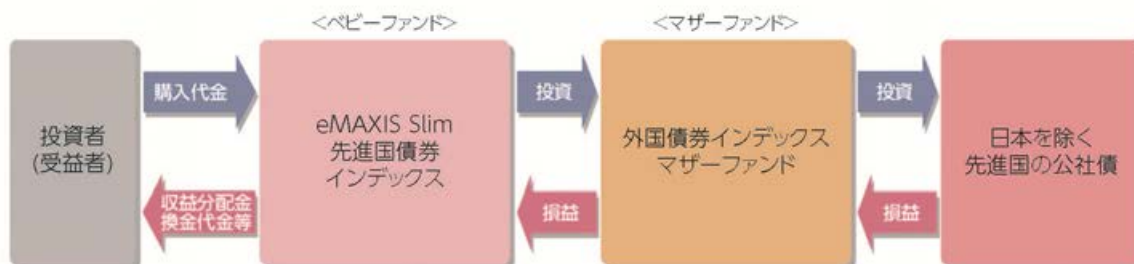 <ベビーファンド>
<マザーファンド>
投資者
(受益者)
購入代金
収益分配金
換金代金等
eMAXIS Slim
先進国債券
インデックス
投資
損益
外国債券インデックス
マザーファンド
投資
損益
日本を除く
先進国の公社債